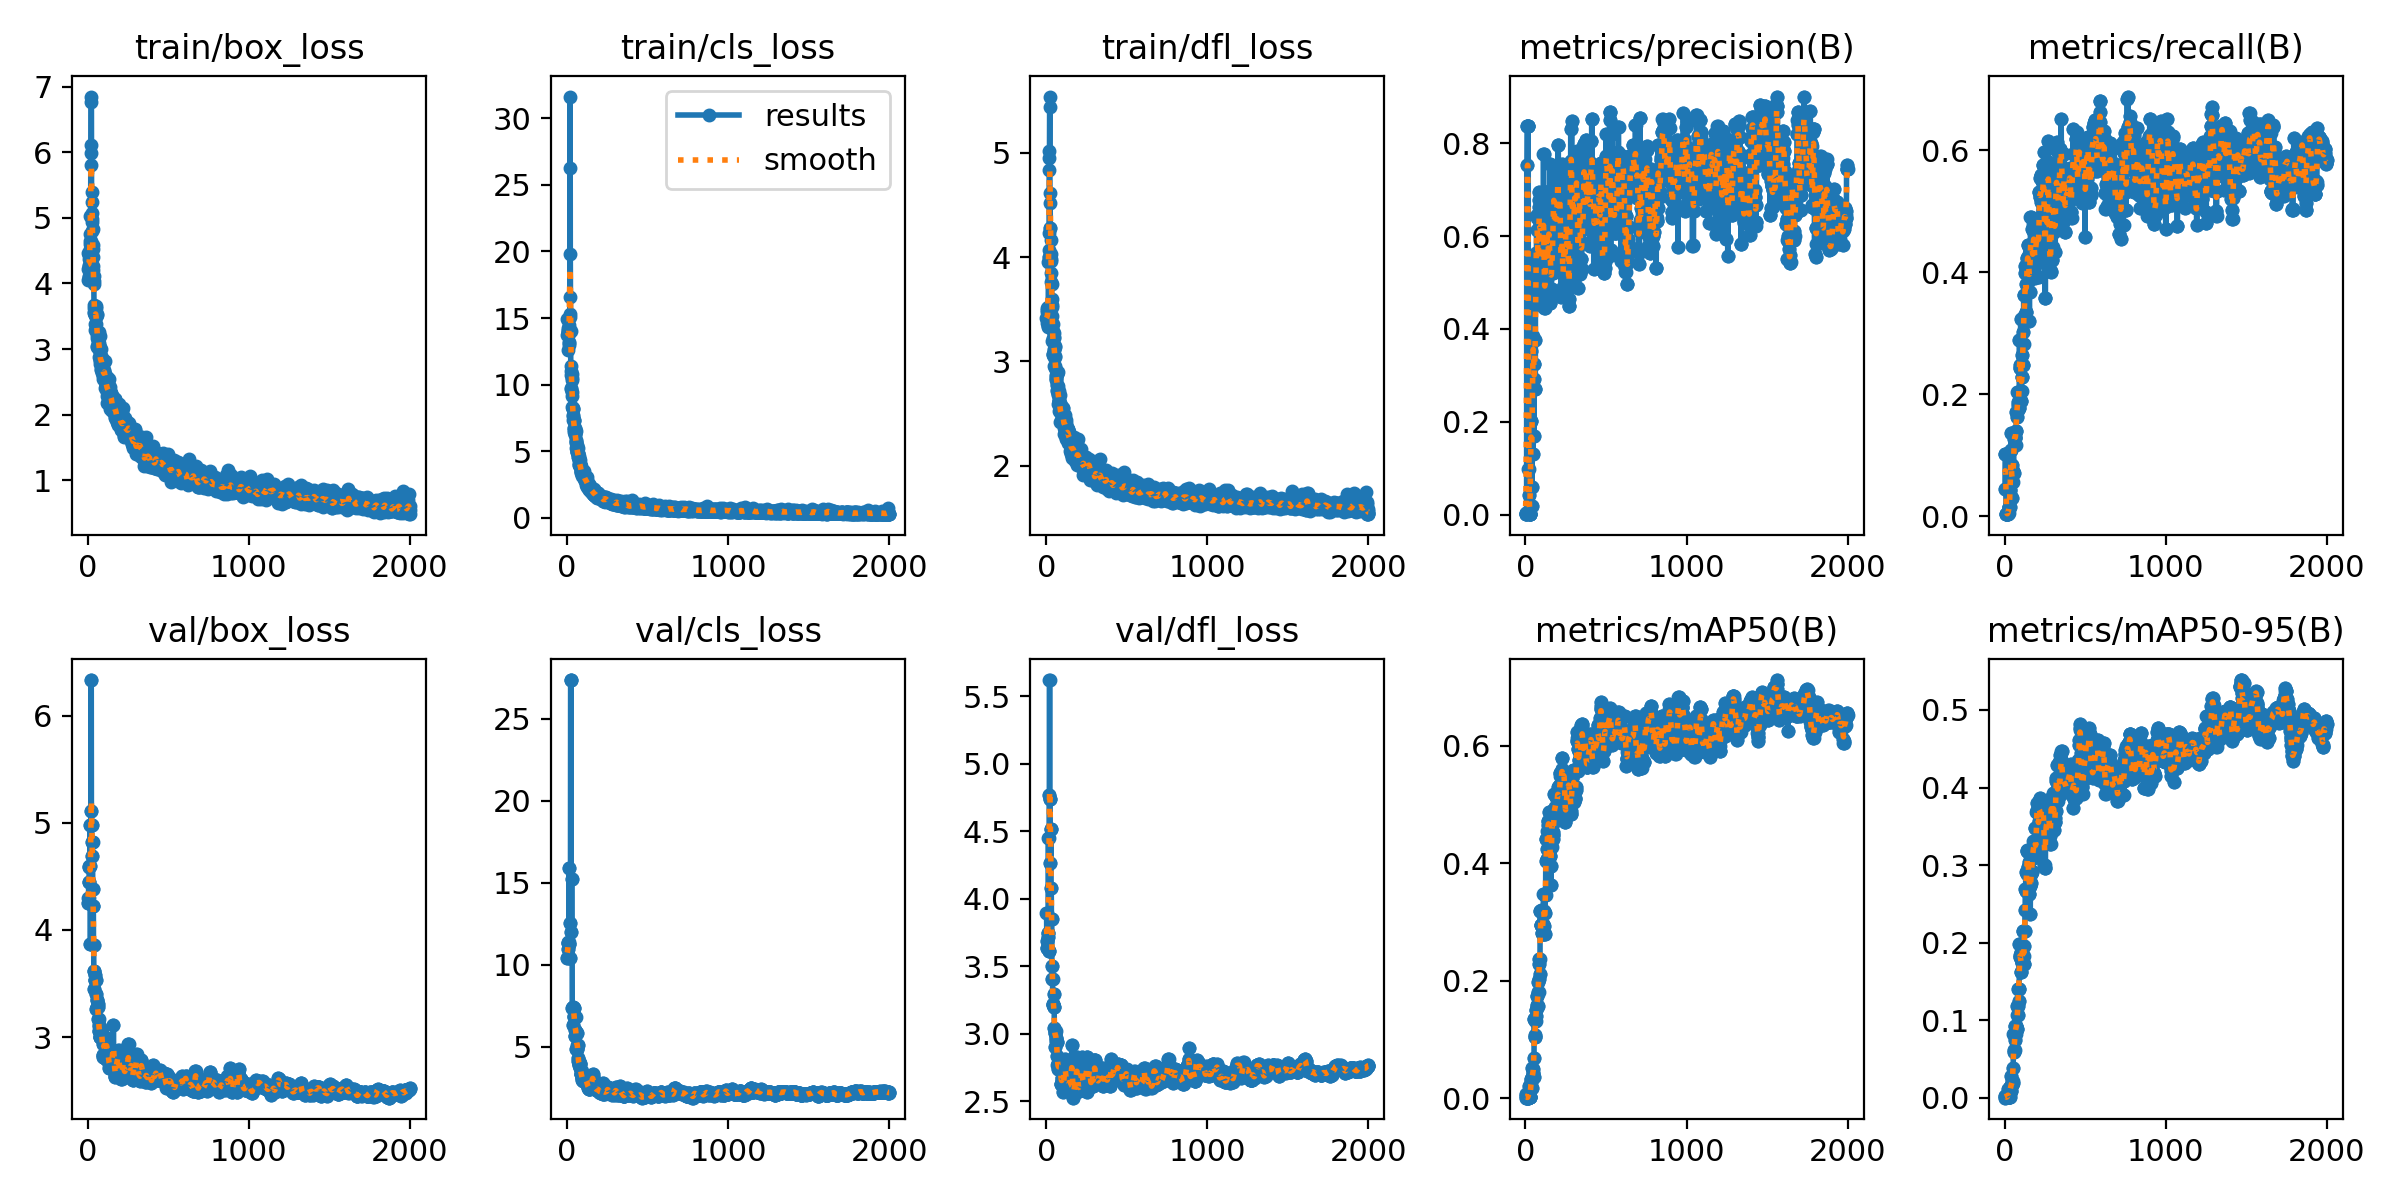 train/box_loss
train/cls_loss
train/dfl_loss
metrics/precision(B)
metrics/recall(B)
7
6
5
4
3
2
1
0 1000 2000
30
25
20
15
10
5
0
0 1000 2000
results
smooth
5
4
3
2
0 1000 2000
0.8
0.6
0.4
0.2
0.0
0 1000 2000
0.6
0.4
0.2
0.0
0 1000 2000
val/box_loss
val/cls_loss
val/dfl_loss
metrics/mAP50(B)
metrics/mAP50-95(B)
6
5
4
3
0 1000 2000
25
20
15
10
5
0 1000 2000
5.5
5.0
4.5
4.0
3.5
3.0
2.5
0 1000 2000
0.6
0.4
0.2
0.0
0 1000 2000
0.5
0.4
0.3
0.2
0.1
0.0
0 1000 2000